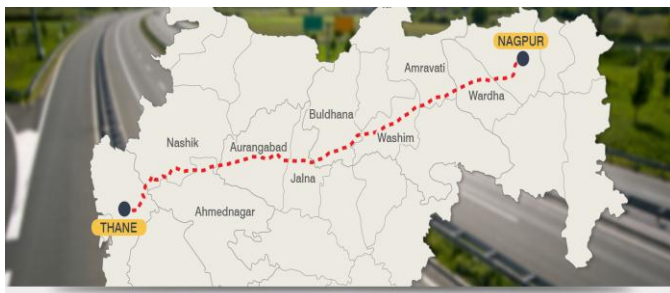 NAGPUR
Amravati
Wardha
Buldhana
Washim
Nashik
Aurangabad
Jalna
Ahmednagar
THANE